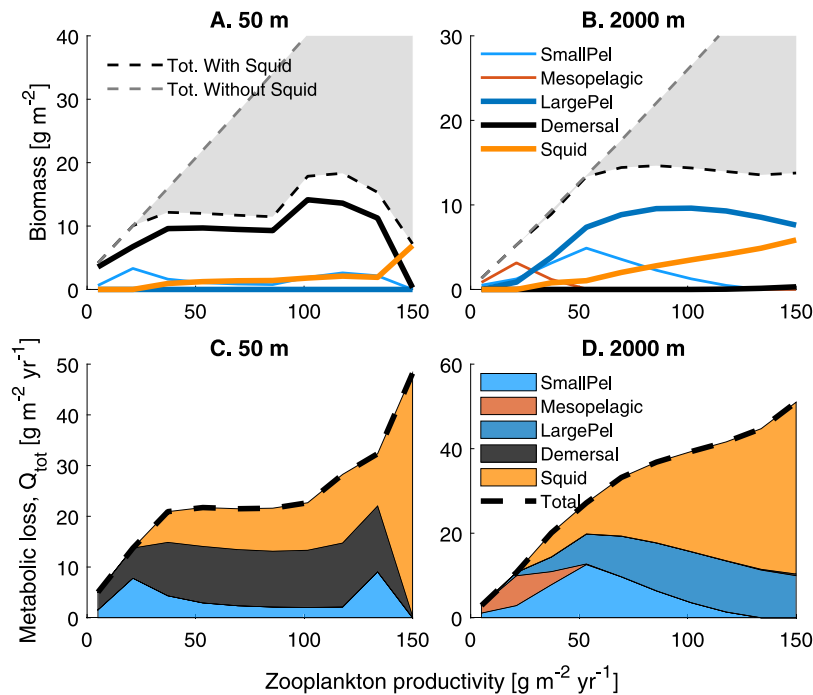 A. 50 m
B. 2000 m
Biomass [g m-2]
40
30
20
10
0
0
50
100
150
Tot. With Squid
Tot. Without Squid
30
20
10
0
0
50
100
150
SmallPel
Mesopelagic
LargePel
Demersal
Squid
C. 50 m
D. 2000 m
Metabolic loss, Qtot [g m-2 yr-1]
50
40
30
20
10
0
0
50
100
150
60
40
20
0
0
50
100
150
SmallPel
Mesopelagic
LargePel
Demersal
Squid
Total
Zooplankton productivity [g m-2 yr-1]